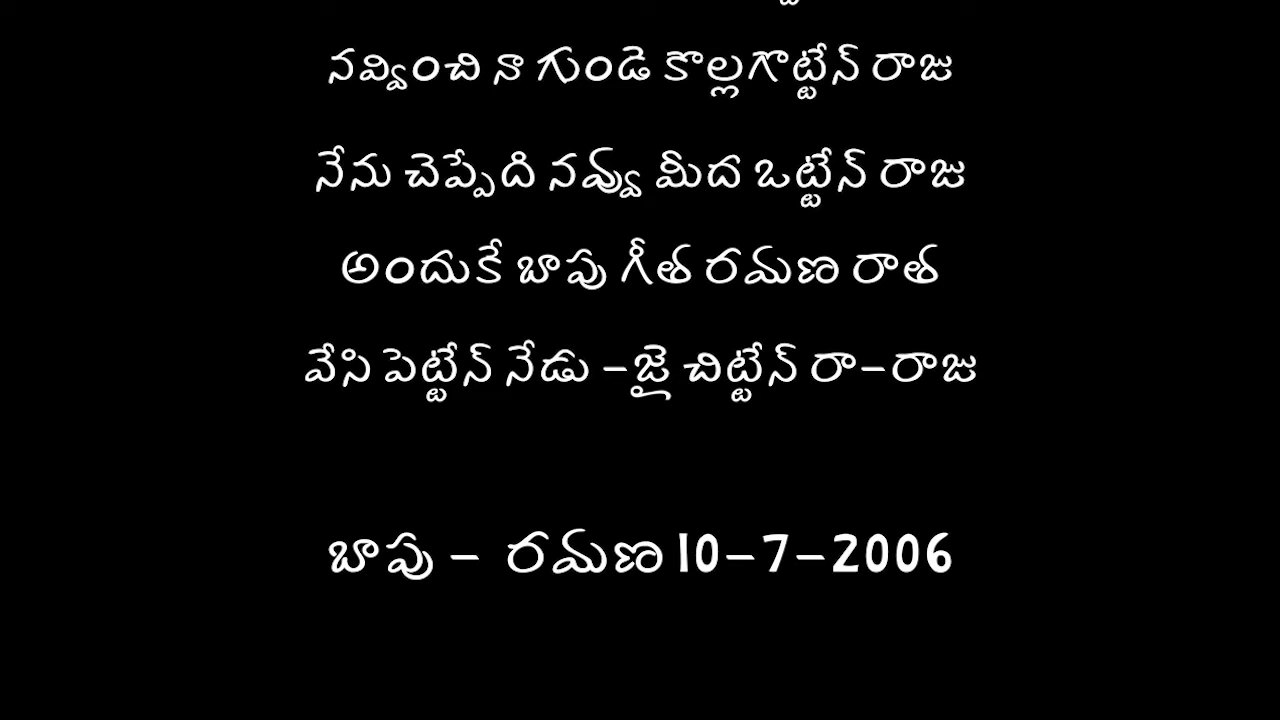 నవ్వించి నా గుండె కొల్లగొట్టేన్ రాజు
నేను చెప్పేది నవ్వు మీద ఒట్టేన్ రాజు
అందుకే బాపు గీత రమణ రాత
వేసి పెట్టేన్ నేడు -జై చిట్టేన్ రా-రాజు
బాపు - రమణ 10-7-2006